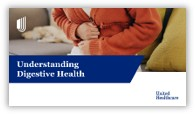 Understanding
Digestive Health
United
Healthcare